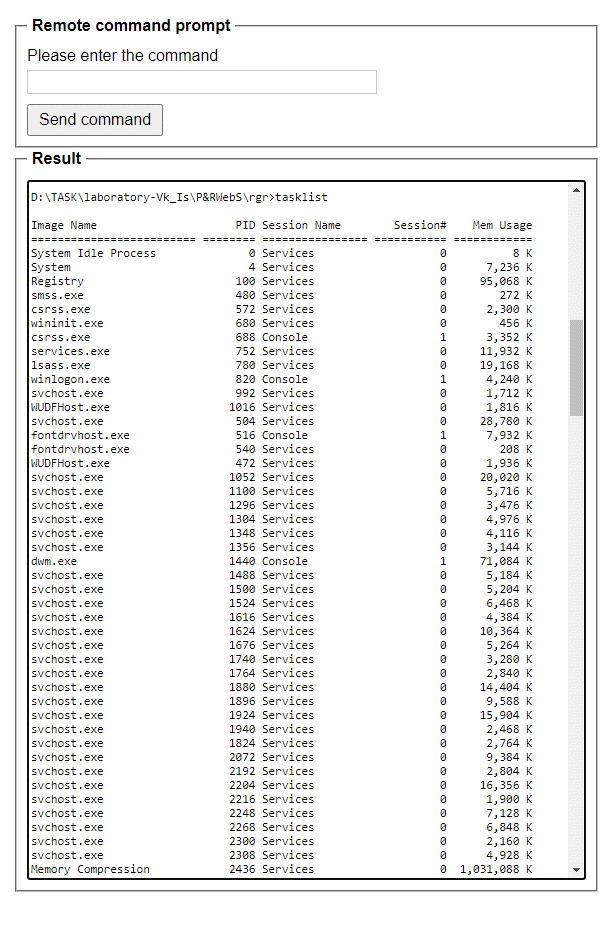 Remote command prompt
Please enter the command
Send command
Result
D:\TASK\laboratory-Vk_Is\P&RWebS\rgr>tasklist
Image Name                     PID Session Name        Session#    Mem Usage
========================= ======== ================ =========== ============
System Idle Process              0 Services                   0          8 K
System                           4 Services                   0      7,236 K
Registry                       100 Services                   0     95,068 K
smss.exe                       480 Services                   0        272 K
csrss.exe                      572 Services                   0      2,300 K
wininit.exe                    680 Services                   0        456 K
csrss.exe                      688 Console                    1      3,352 K
services.exe                   752 Services                   0     11,932 K
lsass.exe                      780 Services                   0     19,168 K
winlogon.exe                   820 Console                    1      4,240 K
svchost.exe                    992 Services                   0      1,712 K
WUDFHost.exe                  1016 Services                   0      1,816 K
svchost.exe                    504 Services                   0     28,780 K
fontdrvhost.exe                516 Console                    1      7,932 K
fontdrvhost.exe                540 Services                   0        208 K
WUDFHost.exe                   472 Services                   0      1,936 K
svchost.exe                   1052 Services                   0     20,020 K
svchost.exe                   1100 Services                   0      5,716 K
svchost.exe                   1296 Services                   0      3,476 K
svchost.exe                   1304 Services                   0      4,976 K
svchost.exe                   1348 Services                   0      4,116 K
svchost.exe                   1356 Services                   0      3,144 K
dwm.exe                       1440 Console                    1     71,084 K
svchost.exe                   1488 Services                   0      5,184 K
svchost.exe                   1500 Services                   0      5,204 K
svchost.exe                   1524 Services                   0      6,468 K
svchost.exe                   1616 Services                   0      4,384 K
svchost.exe                   1624 Services                   0     10,364 K
svchost.exe                   1676 Services                   0      5,264 K
svchost.exe                   1740 Services                   0      3,280 K
svchost.exe                   1764 Services                   0      2,840 K
svchost.exe                   1880 Services                   0     14,404 K
svchost.exe                   1896 Services                   0      9,588 K
svchost.exe                   1924 Services                   0     15,904 K
svchost.exe                   1940 Services                   0      2,468 K
svchost.exe                   1824 Services                   0      2,764 K
svchost.exe                   2072 Services                   0      9,384 K
svchost.exe                   2192 Services                   0      2,804 K
svchost.exe                   2204 Services                   0     16,356 K
svchost.exe                   2216 Services                   0      1,900 K
svchost.exe                   2248 Services                   0      7,128 K
svchost.exe                   2268 Services                   0      6,848 K
svchost.exe                   2300 Services                   0      2,160 K
svchost.exe                   2308 Services                   0      4,928 K
Memory Compression            2436 Services                   0  1,031,088 K